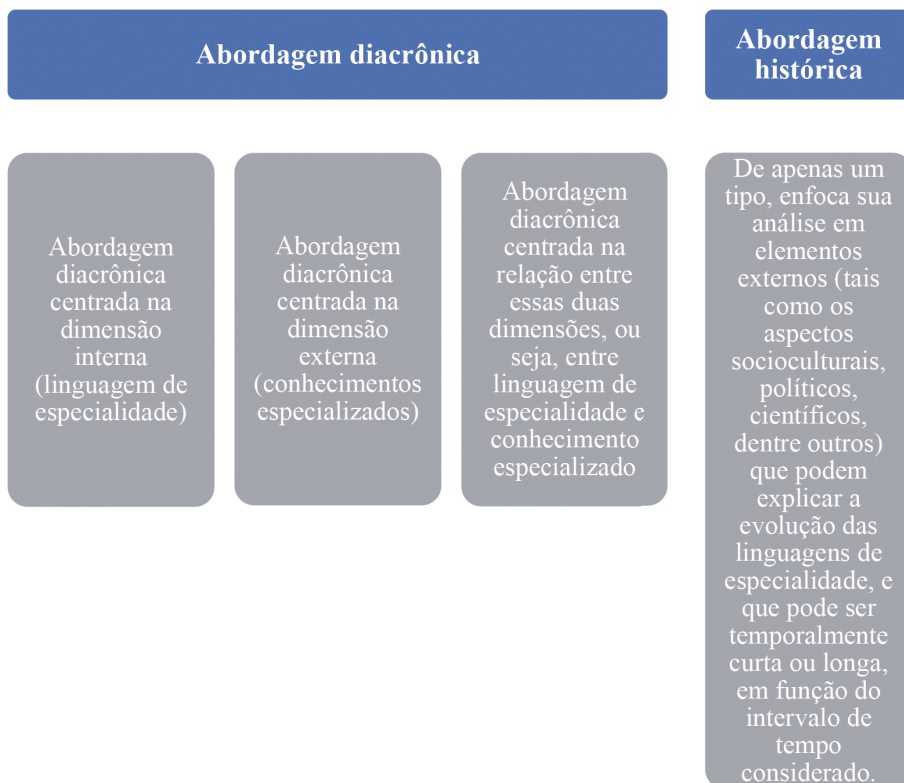 Abordagem diacrônica
Abordagem
histórica
Abordagem
diacrônica
centrada na
dimensão
interna
(linguagem de
especialidade)
Abordagem
diacrônica
centrada na
dimensão
externa
(conhecimentos
especializados)
Abordagem
diacrônica
centrada na
relação entre
essas duas
dimensões, ou
seja, entre
linguagem de
especialidade e
conhecimento
especializado
De apenas um
tipo, enfoca sua
análise em
elementos
externos (tais
como os
aspectos
socioculturais,
políticos,
científicos,
dentre outros)
que podem
explicar a
evolução das
linguagens de
especialidade, e
que pode ser
temporalmente
curta ou longa,
em função do
intervalo de
tempo
considerado.